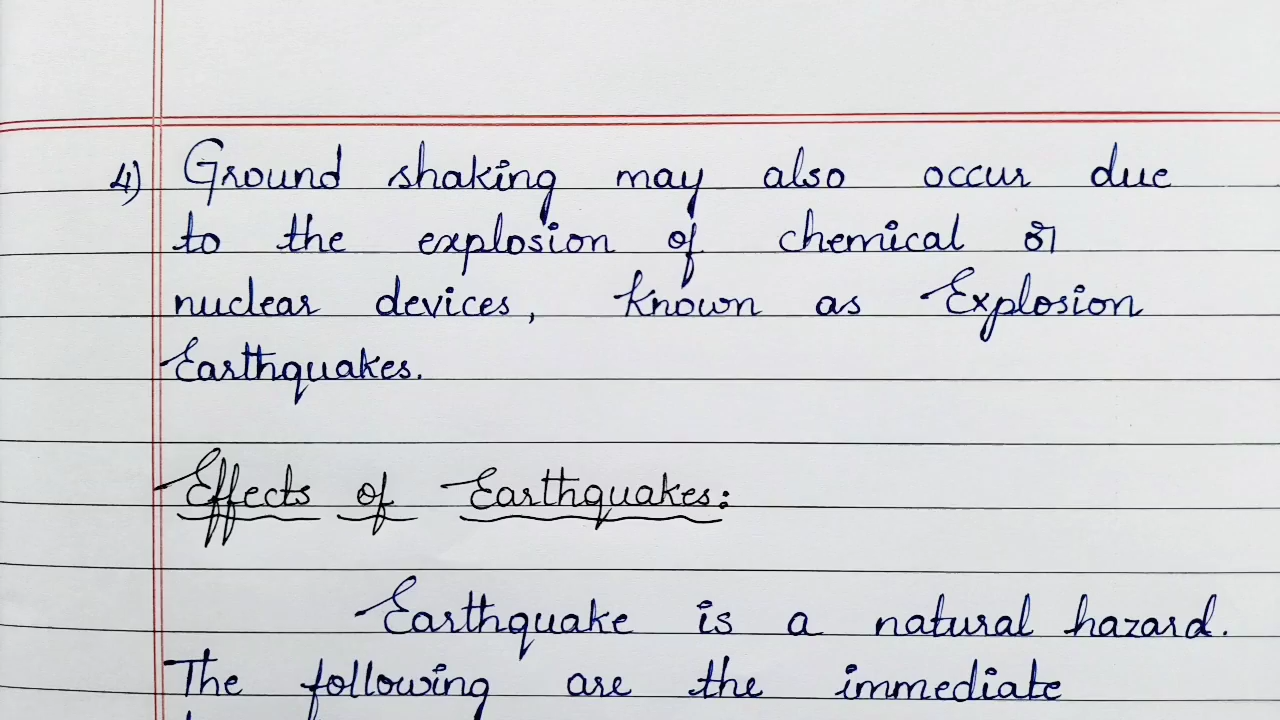 4) Ground shaking may also occur due
to the explosion of chemical or
nuclear devices, known as Explosion
Earthquakes.
Effects of Earthquakes:
Earthquake is a natural hazard.
The following are the immediate